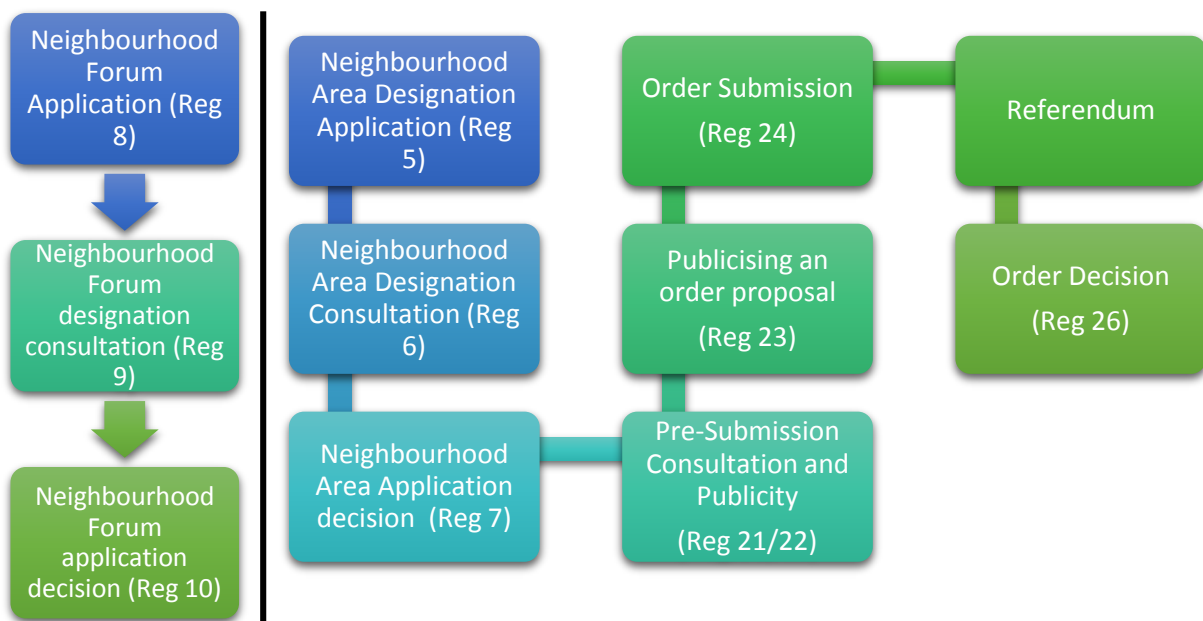 Neighbourhood
Forum
Application (Reg
8)
Neighbourhood
Forum
designation
consultation (Reg
9)
Neighbourhood
Forum
application
decision (Reg 10)
Neighbourhood
Area Designation
Application (Reg
5)
Neighbourhood
Area Designation
Consultation (Reg
6)
Neighbourhood
Area Application
decision  (Reg 7)
Pre-Submission
Consultation and
Publicity
(Reg 21/22)
Publicising an
order proposal
(Reg 23)
Order Submission
(Reg 24)
Referendum
Order Decision
(Reg 26)